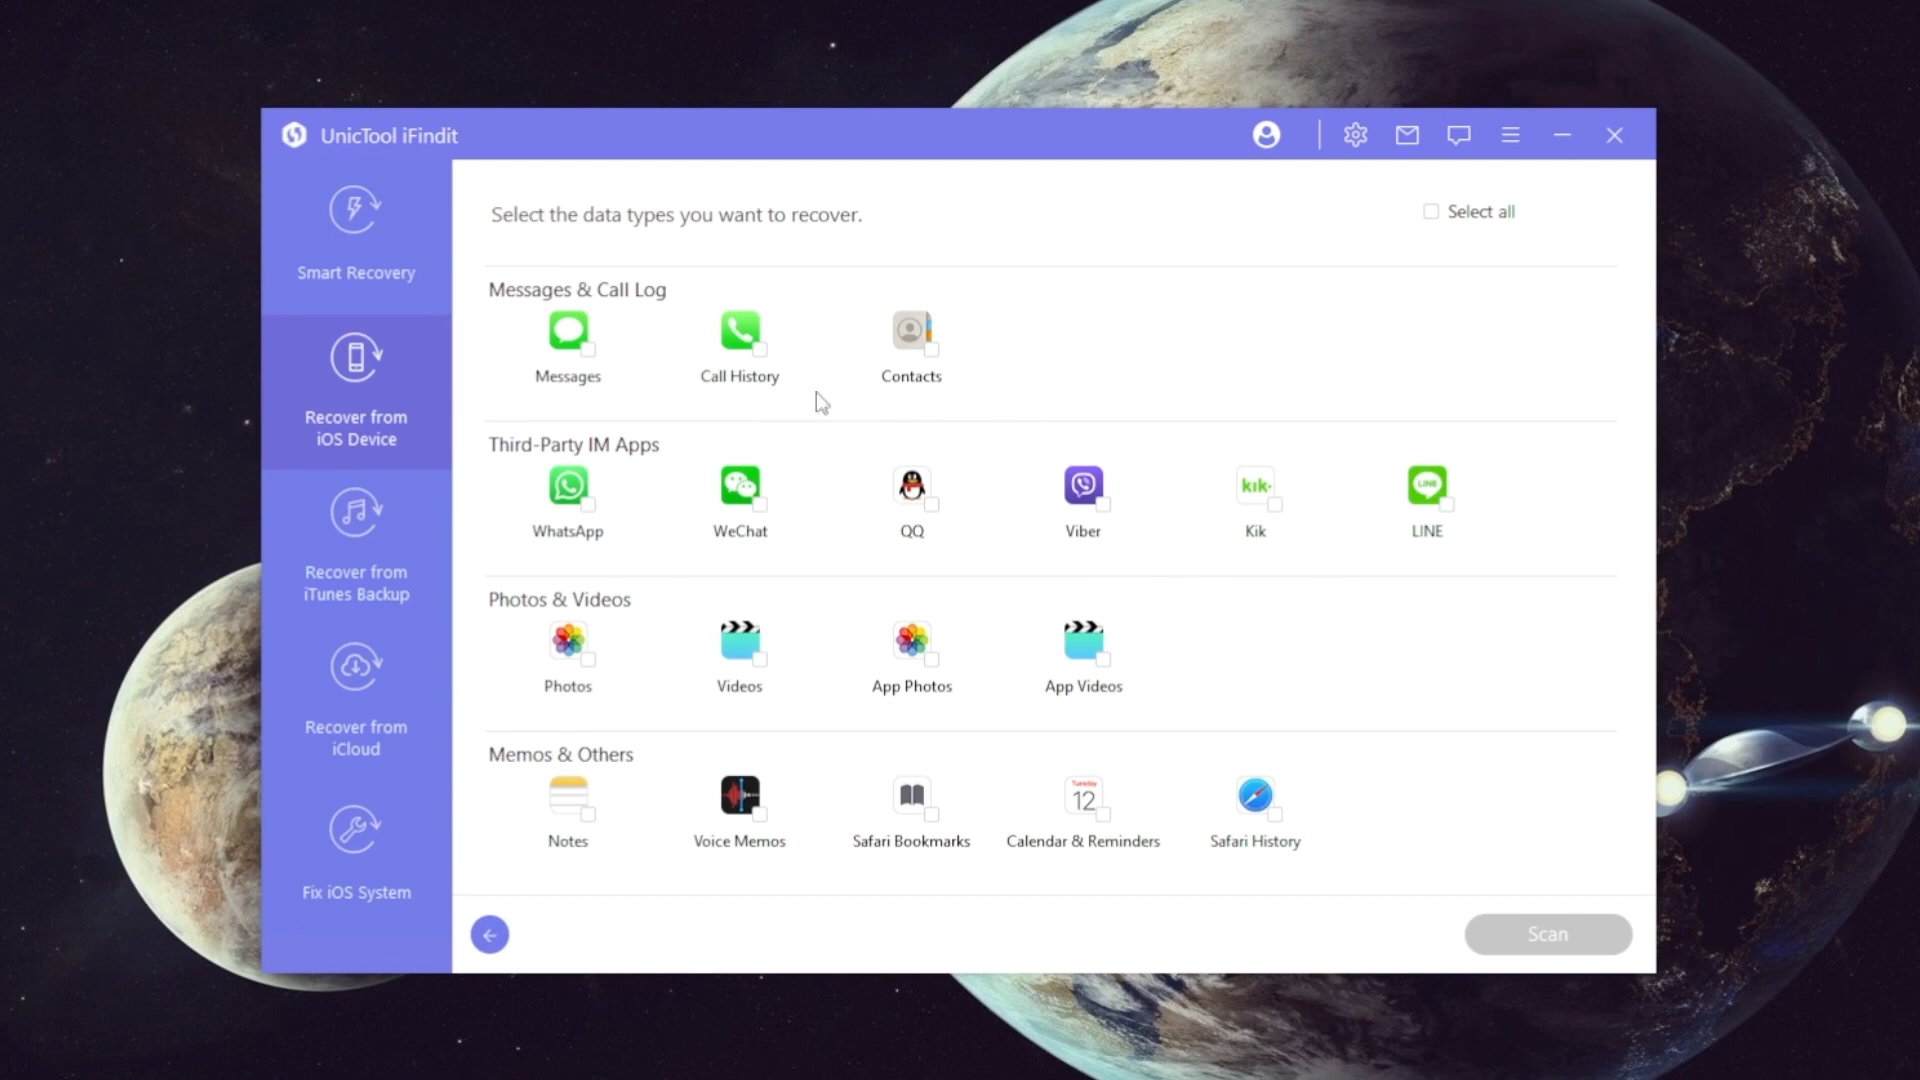 UnicTool iFindit
Smart Recovery
Recover from
iOS Device
Recover from
iTunes Backup
Recover from
iCloud
Fix iOS System
Select the data types you want to recover.
Select all
Messages & Call Log
Messages
Call History
Contacts
Third-Party IM Apps
LINE
kik
WhatsApp
WeChat
QQ
Viber
Kik
LINE
Photos & Videos
Photos
Videos
App Photos
App Videos
Memos & Others
Tuesday
12
Notes
Voice Memos
Safari Bookmarks
Calendar & Reminders
Safari History
Scan